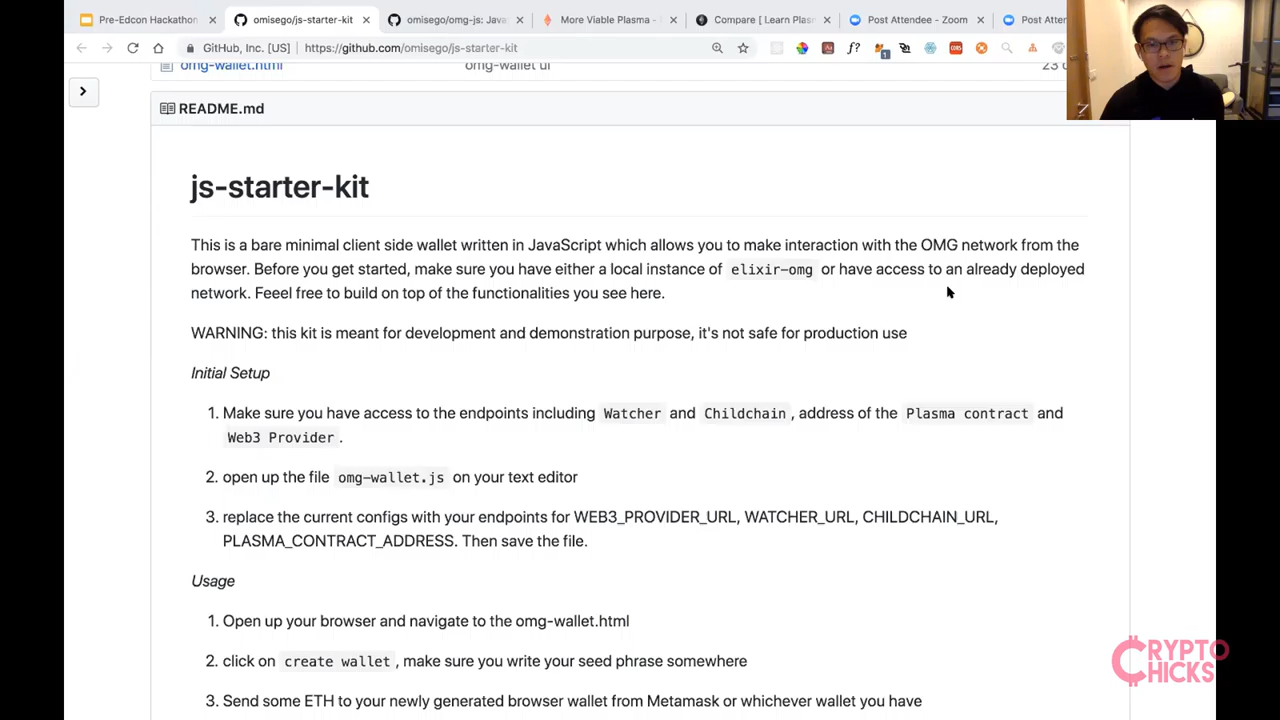 Pre-Edcon Hackathon
omisego/js-starter-kit
omisego/omg-js: Java
More Viable Plasma -
Compare [ Learn Plas
Post Attendee - Zoom
Post Atten
GitHub, Inc. [US]
https://github.com/omisego/js-starter-kit
omg-wallet.html
omg-wallet ui
23 d
README.md
js-starter-kit
This is a bare minimal client side wallet written in JavaScript which allows you to make interaction with the OMG network from the
browser. Before you get started, make sure you have either a local instance of elixir-omg or have access to an already deployed
network. Feeel free to build on top of the functionalities you see here.
WARNING: this kit is meant for development and demonstration purpose, it's not safe for production use
Initial Setup
1. Make sure you have access to the endpoints including Watcher and Childchain , address of the Plasma contract and
Web3 Provider .
2. open up the file omg-wallet.js on your text editor
3. replace the current configs with your endpoints for WEB3_PROVIDER_URL, WATCHER_URL, CHILDCHAIN_URL,
PLASMA_CONTRACT_ADDRESS. Then save the file.
Usage
1. Open up your browser and navigate to the omg-wallet.html
2. click on create wallet , make sure you write your seed phrase somewhere
3. Send some ETH to your newly generated browser wallet from Metamask or whichever wallet you have
CRYPTO
CHICKS